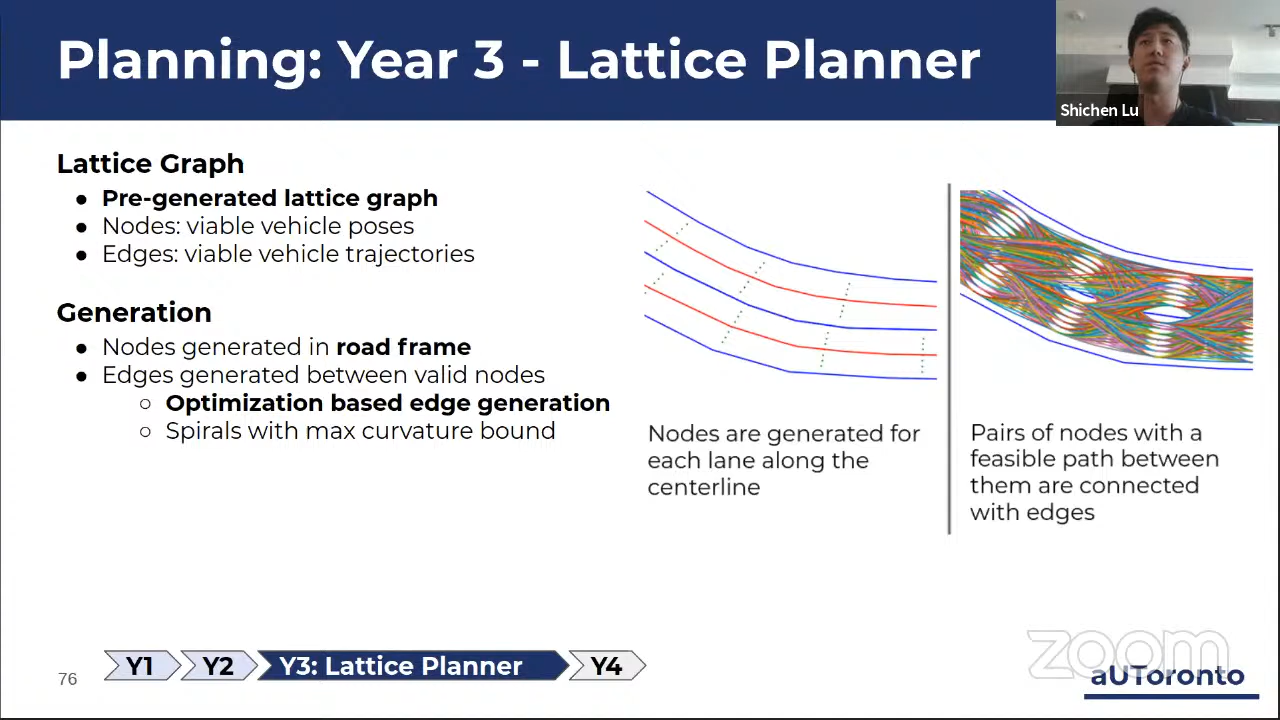 Planning: Year 3 - Lattice Planner
Shichen Lu
Lattice Graph
● Pre-generated lattice graph
● Nodes: viable vehicle poses
● Edges: viable vehicle trajectories
Generation
● Nodes generated in road frame
● Edges generated between valid nodes
○ Optimization based edge generation
○ Spirals with max curvature bound
Nodes are generated for
each lane along the
centerline
Pairs of nodes with a
feasible path between
them are connected
with edges
76
Y1
Y2
Y3: Lattice Planner
Y4
zoom
aUToronto